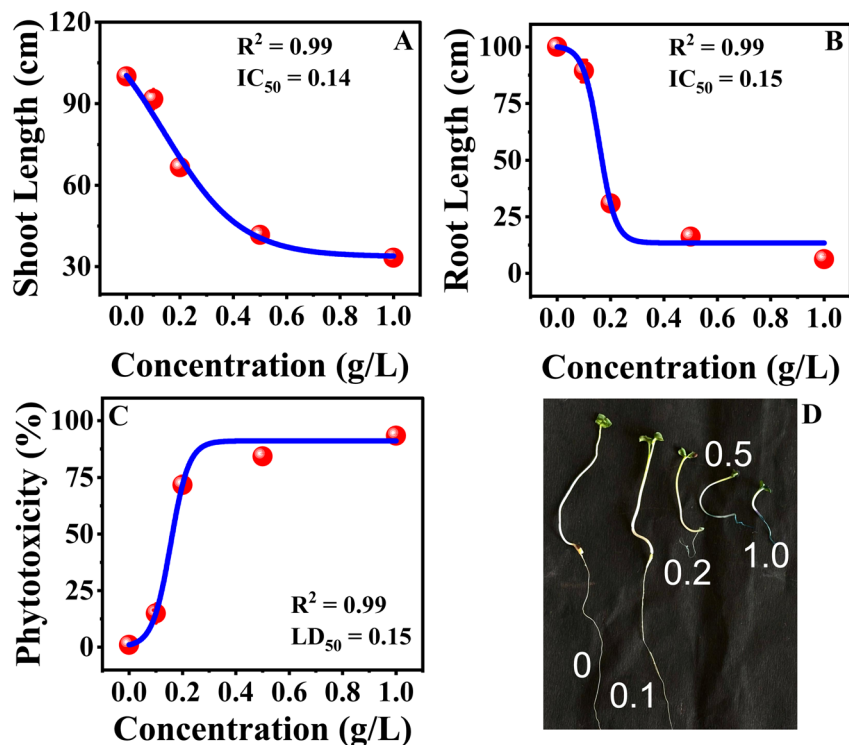 A
R² = 0.99
IC₅₀ = 0.14
Shoot Length (cm)
120
90
60
30
0.0 0.2 0.4 0.6 0.8 1.0
Concentration (g/L)
B
R² = 0.99
IC₅₀ = 0.15
Root Length (cm)
100
75
50
25
0
0.0 0.2 0.4 0.6 0.8 1.0
Concentration (g/L)
C
R² = 0.99
LD₅₀ = 0.15
Phytotoxicity (%)
100
75
50
25
0
0.0 0.2 0.4 0.6 0.8 1.0
Concentration (g/L)
D
0.5
0.2
1.0
0
0.1